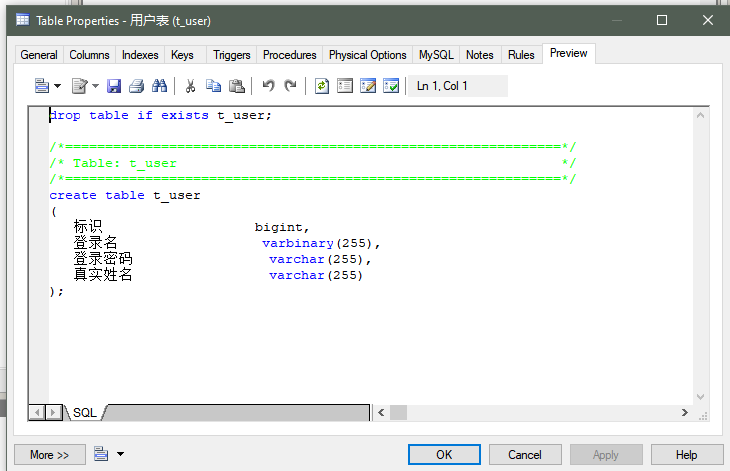 Table Properties - 用户表 (t_user)
General Columns Indexes Keys Triggers Procedures Physical Options MySQL Notes Rules Preview
Ln 1, Col 1
drop table if exists t_user;
/*==============================================================*/
/* Table: t_user                                                */
/*==============================================================*/
create table t_user
(
   标识                   bigint,
   登录名                  varbinary(255),
   登录密码                 varchar(255),
   真实姓名                 varchar(255)
);
SQL
More >> OK Cancel Apply Help